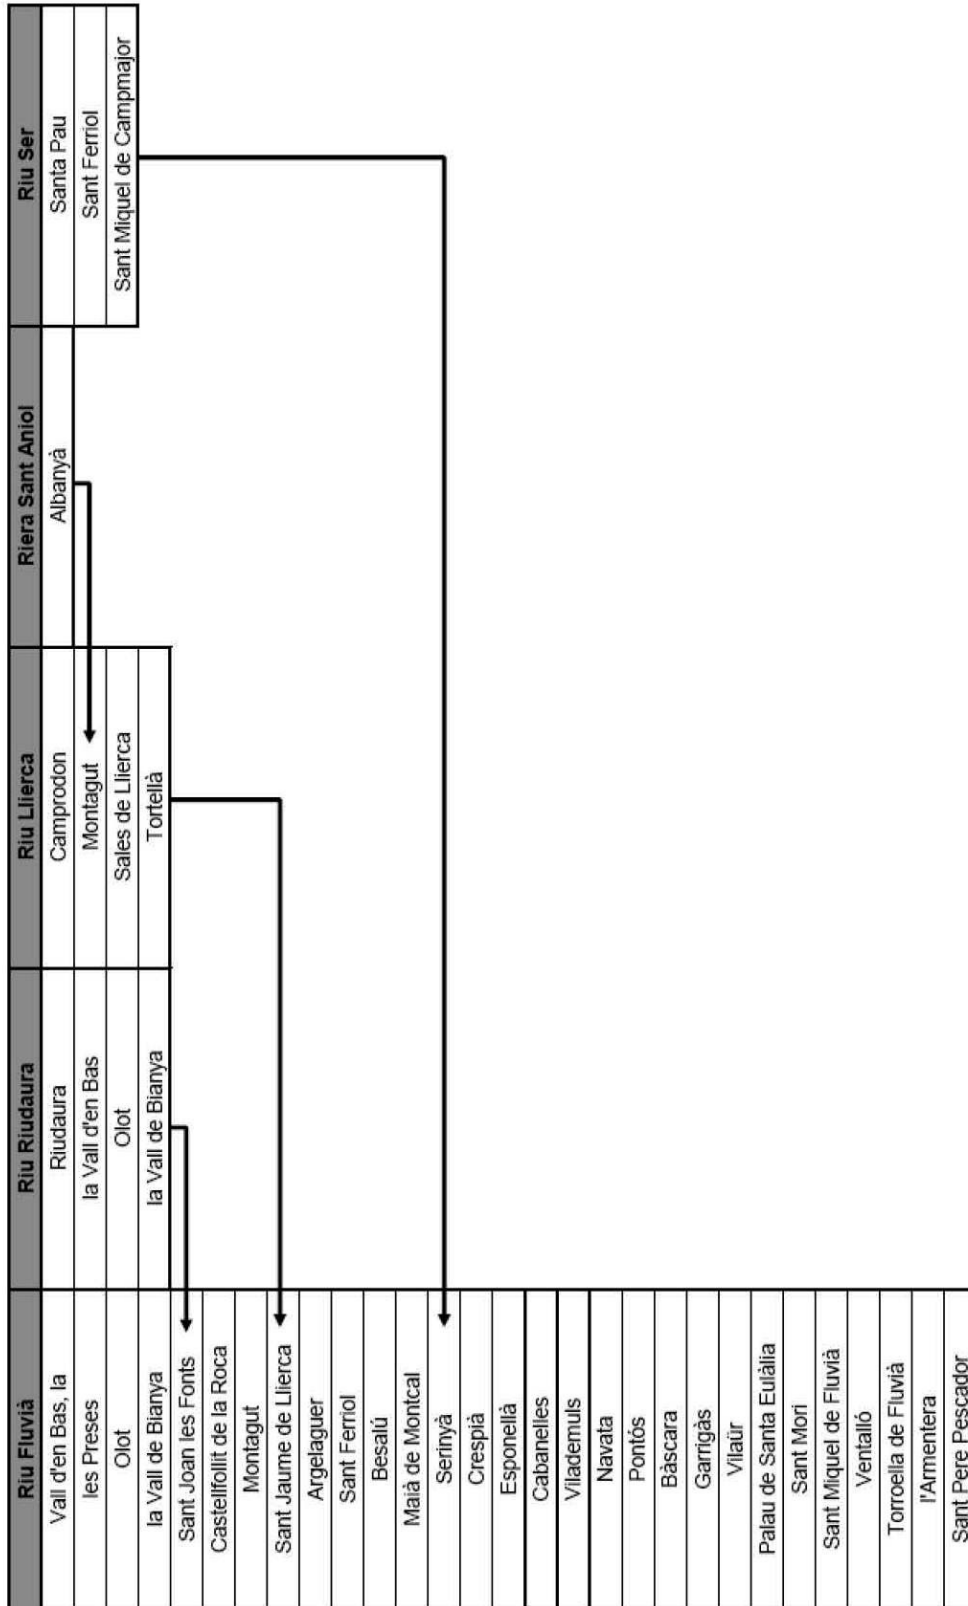 Riu Fluvià
Vall d'en Bas, la
les Preses
Olot
la Vall de Bianya
Sant Joan les Fonts
Castellfollit de la Roca
Montagut
Sant Jaume de Llierca
Argelaguer
Sant Ferriol
Besalú
Maià de Montcal
Serinyà
Crespià
Esponellà
Cabanelles
Vilademuls
Navata
Pontós
Bàscara
Garrigàs
Vilaür
Palau de Santa Eulàlia
Sant Mori
Sant Miquel de Fluvià
Ventalló
Torroella de Fluvià
l'Armentera
Sant Pere Pescador
Riu Riudaura
Riudaura
la Vall d'en Bas
Olot
la Vall de Bianya
Riu Llierca
Camprodon
Montagut
Sales de Llierca
Tortellà
Riera Sant Aniol
Albanyà
Riu Ser
Santa Pau
Sant Ferriol
Sant Miquel de Campmajor